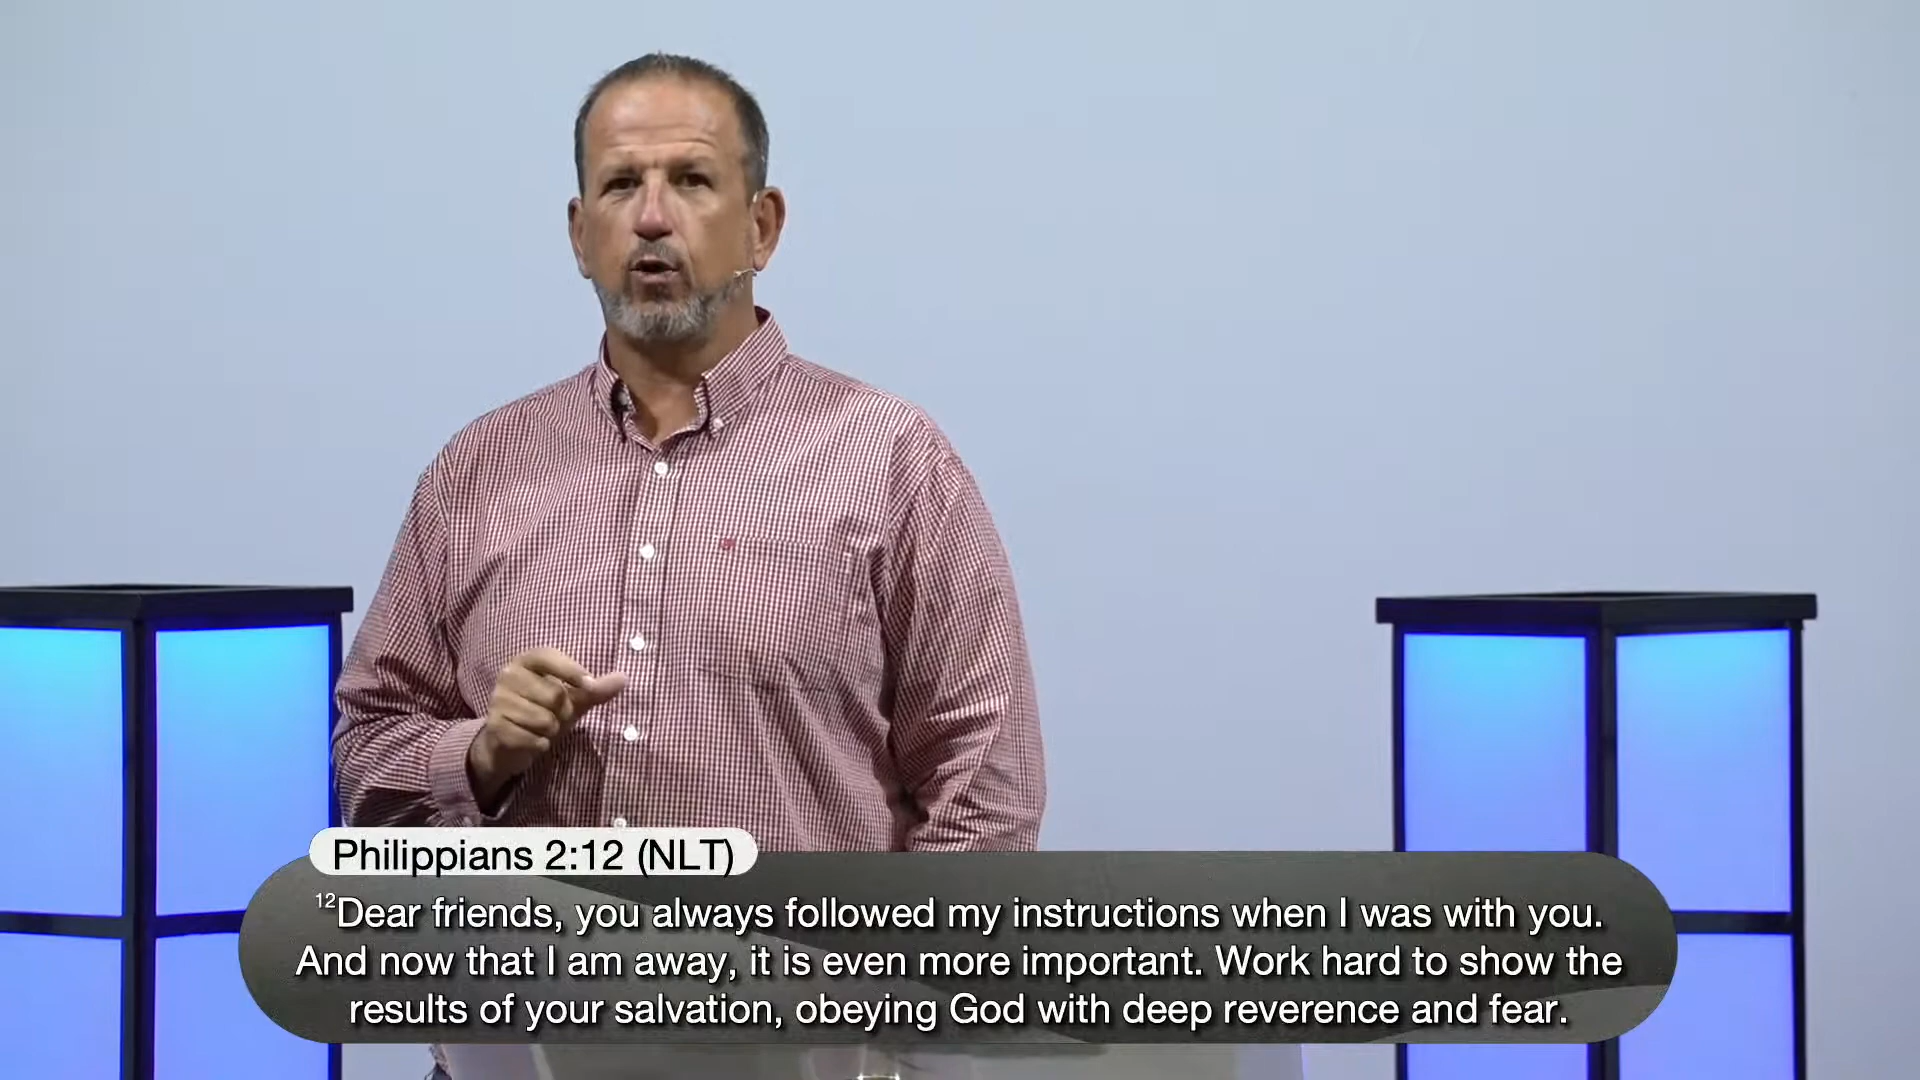 Philippians 2:12 (NLT)
¹²Dear friends, you always followed my instructions when I was with you.
And now that I am away, it is even more important. Work hard to show the
results of your salvation, obeying God with deep reverence and fear.